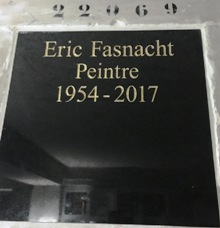 22069
Eric Fasnacht
Peintre
1954 - 2017